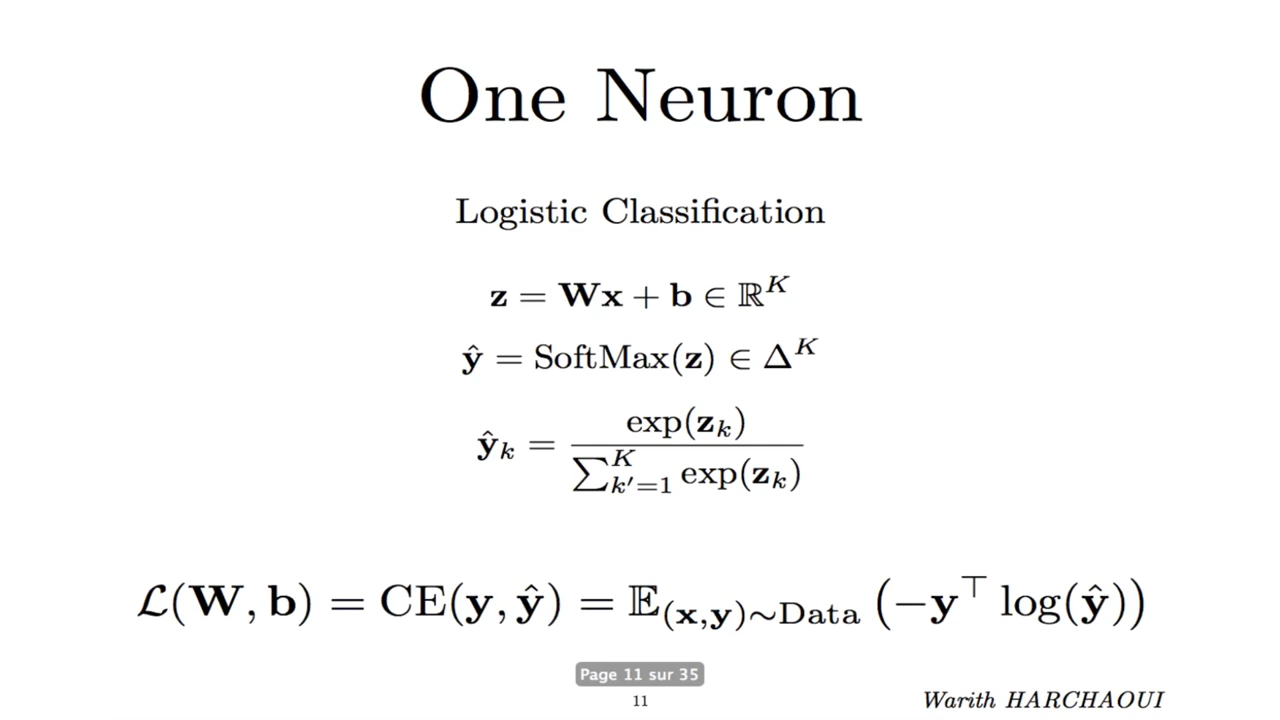 One Neuron
Logistic Classification
z = Wx + b ∈ ℝ^K
ŷ = SoftMax(z) ∈ Δ^K
ŷ_k = exp(z_k) / ∑_{k′=1}^K exp(z_k)
ℒ(W, b) = CE(y, ŷ) = 𝔼_{(x,y)∼Data} (−y^⊤ log(ŷ))
Page 11 sur 35
11
Warith HARCHAOUI